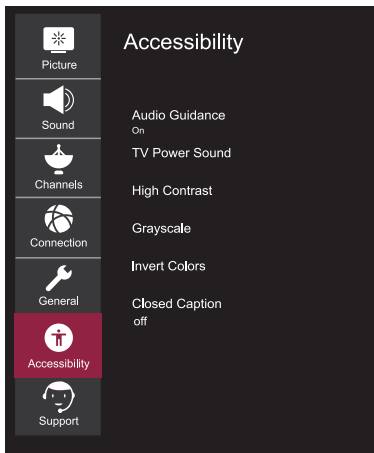 Accessibility
Picture
Sound
Channels
Connection
General
Accessibility
Support
Audio Guidance
On
TV Power Sound
High Contrast
Grayscale
Invert Colors
Closed Caption
off